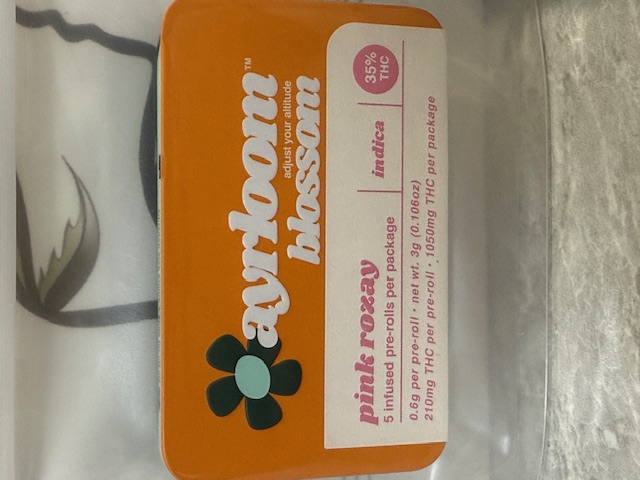 ayrloom™
adjust your altitude
blossom
pink rozay
5 infused pre-rolls per package
indica
35%
THC
0.6g per pre-roll • net wt. 3g (0.106oz)
210mg THC per pre-roll • 1050mg THC per package